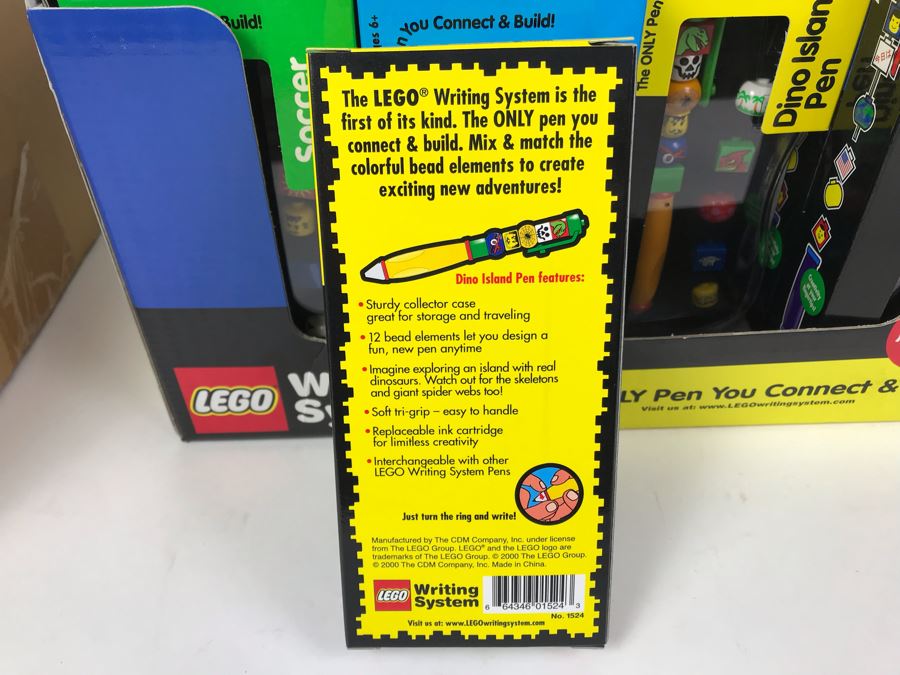 Build!
ages 6+
You Connect & Build!
The ONLY Pen
Soccer
Dino Island
Pen
The LEGO® Writing System is the
first of its kind. The ONLY pen you
connect & build. Mix & match the
colorful bead elements to create
exciting new adventures!
Dino Island Pen features:
• Sturdy collector case
great for storage and traveling
• 12 bead elements let you design a
fun, new pen anytime
• Imagine exploring an island with real
dinosaurs. Watch out for the skeletons
and giant spider webs too!
• Soft tri-grip – easy to handle
• Replaceable ink cartridge
for limitless creativity
• Interchangeable with other
LEGO Writing System Pens
Just turn the ring and write!
Manufactured by The CDM Company, Inc. under license
from The LEGO Group. LEGO® and the LEGO logo are
trademarks of The LEGO Group. © 2000 The LEGO Group.
© 2000 The CDM Company, Inc. Made in China.
LEGO Writing
System
6 64346 01524 3
No. 1524
Visit us at: www.LEGOwritingsystem.com
LEGO W
Sy
LY Pen You Connect &
Visit us at: www.LEGOwritingsystem.com